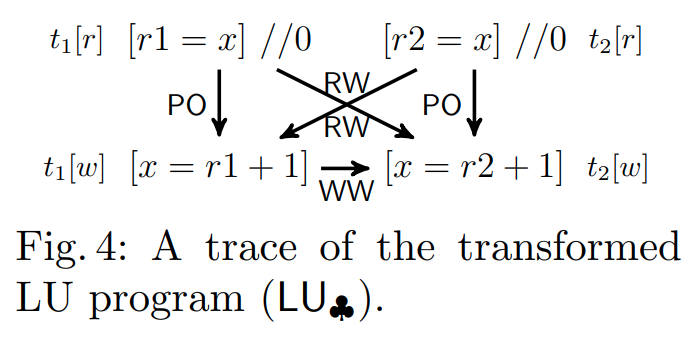 t₁[r] [r1 = x] //0 [r2 = x] //0 t₂[r]
RW
PO PO
RW
t₁[w] [x = r1 + 1] [x = r2 + 1] t₂[w]
WW
Fig. 4: A trace of the transformed
LU program (LU♣).